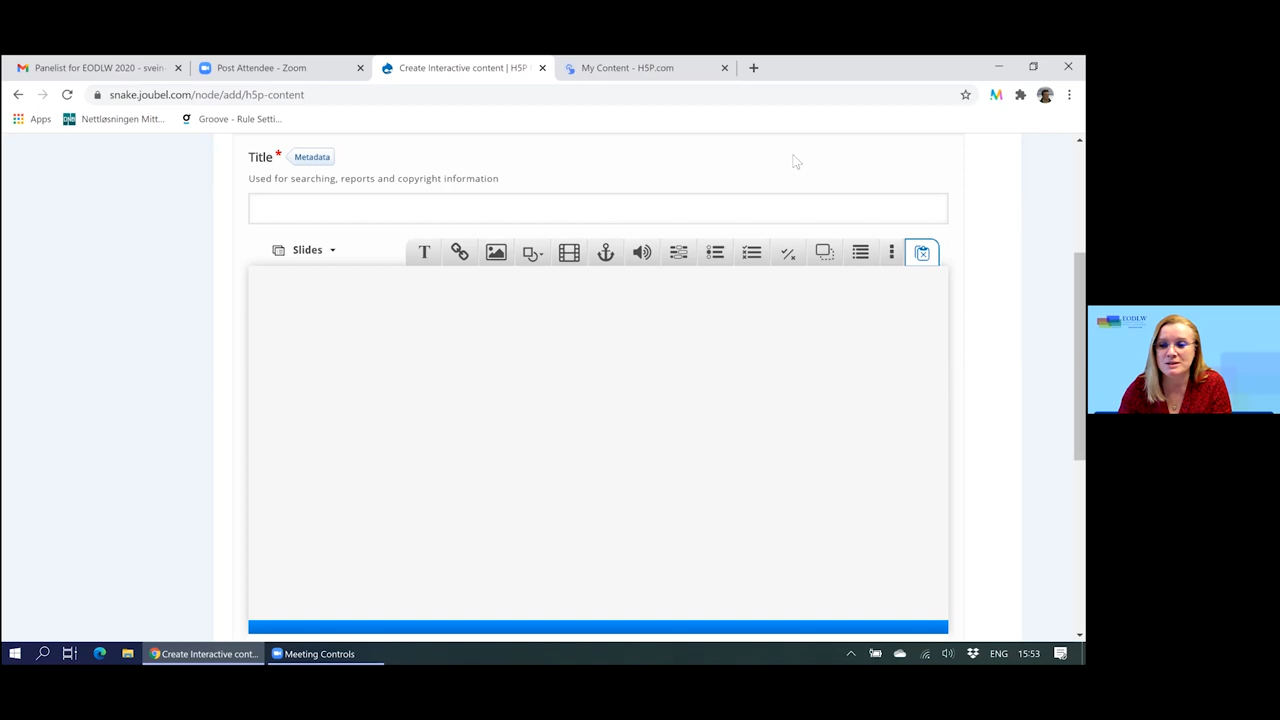 Panelist for EODLW 2020 - svein-
Post Attendee - Zoom
Create Interactive content | H5P
My Content - H5P.com
snake.joubel.com/node/add/h5p-content
Apps
DNB
Nettløsningen Mitt...
Groove - Rule Setti...
Title *
Metadata
Used for searching, reports and copyright information
Slides
T
EODLW
Create Interactive cont...
Meeting Controls
ENG
15:53